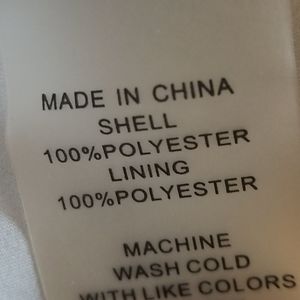 MADE IN CHINA
SHELL
100%POLYESTER
LINING
100%POLYESTER
MACHINE
WASH COLD
WITH LIKE COLORS